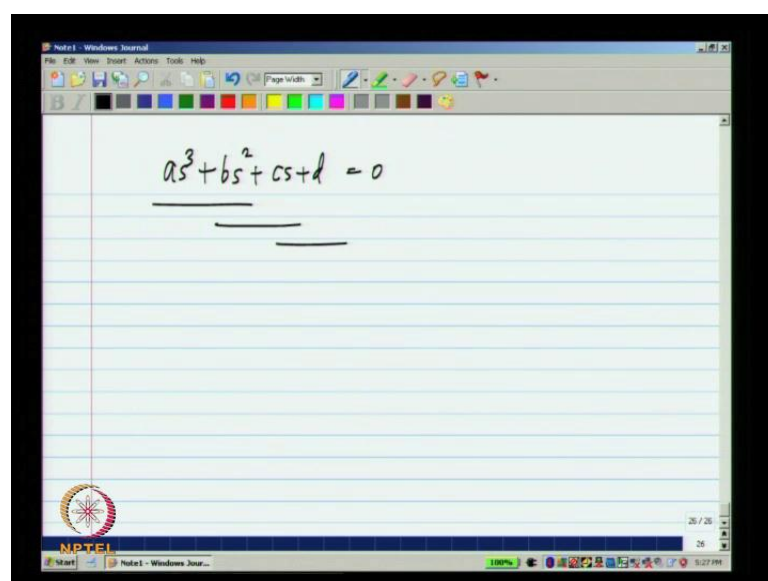 Note1 - Windows Journal
File Edit View Insert Actions Tools Help
Page Width
B I
as³ + bs² + cs + d = 0
26 / 26
26
NPTEL
Start Note1 - Windows Jour... 100% 5:27 PM